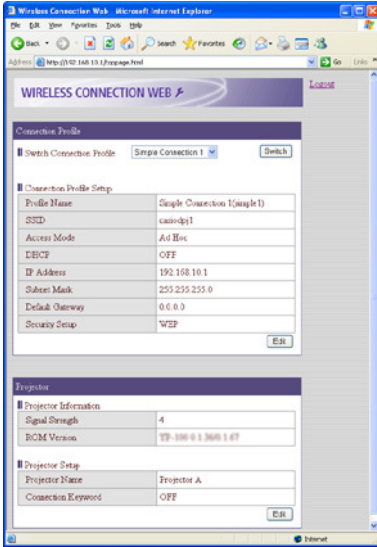 Wireless Connection Web - Microsoft Internet Explorer
File Edit View Favorites Tools Help
Back Search Favorites
Address http://192.168.10.1/toppage.html Go Links
WIRELESS CONNECTION WEB
Logout
Connection Profile
Switch Connection Profile Simple Connection 1 Switch
Connection Profile Setup
Profile Name Simple Connection 1(simple1)
SSID casiodpj1
Access Mode Ad Hoc
DHCP OFF
IP Address 192.168.10.1
Subnet Mask 255.255.255.0
Default Gateway 0.0.0.0
Security Setup WEP
Edit
Projector
Projector Information
Signal Strength 4
ROM Version
Projector Setup
Projector Name Projector A
Connection Keyword OFF
Edit
Internet